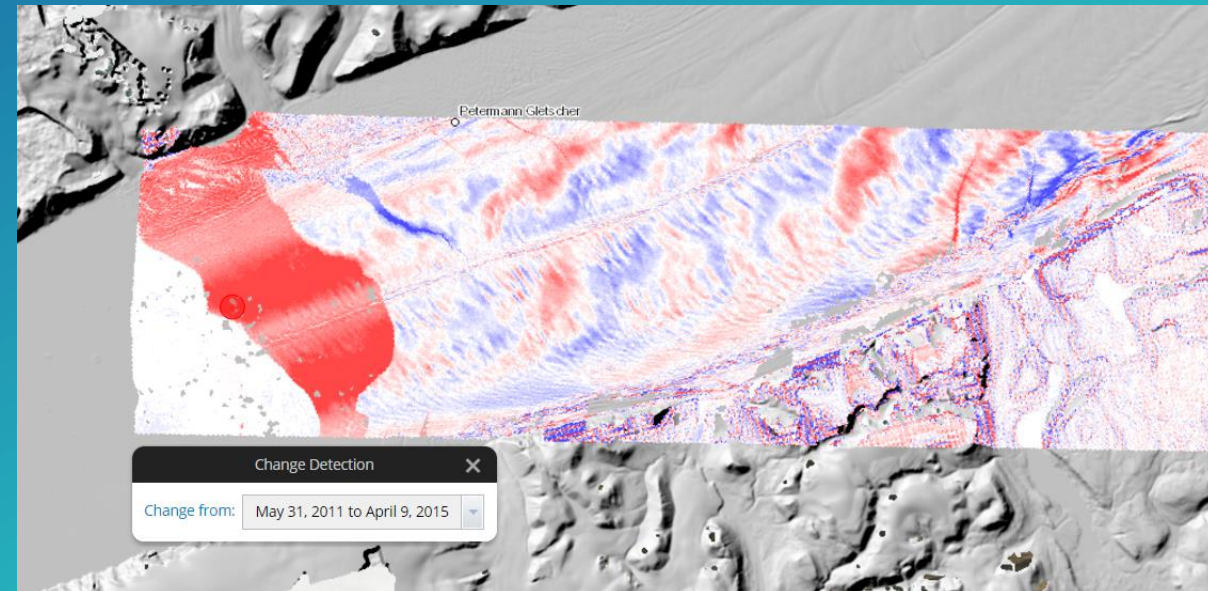 Petermann Gletscher
Change Detection
Change from: May 31, 2011 to April 9, 2015